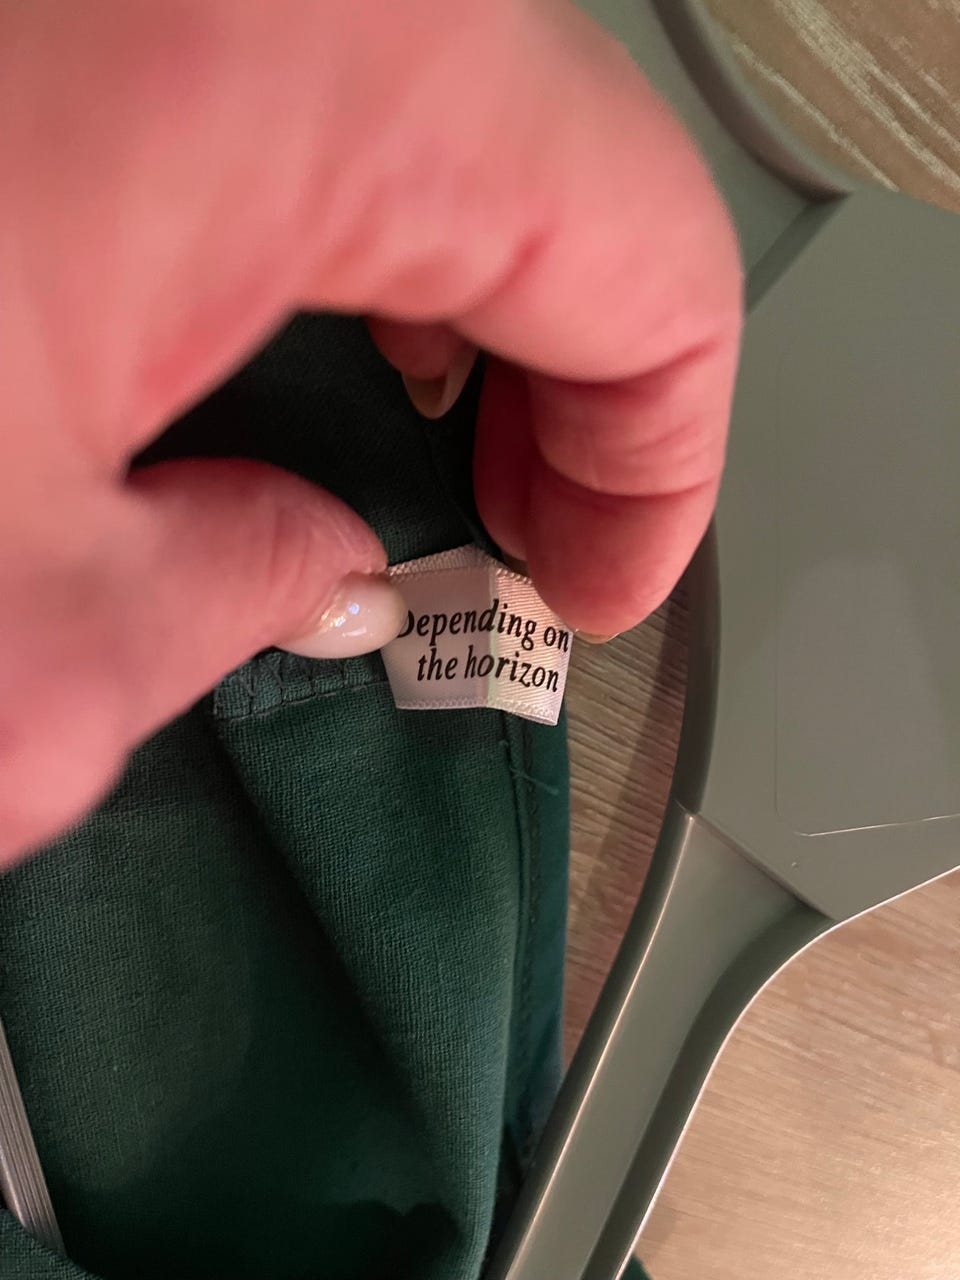 Depending on
the horizon